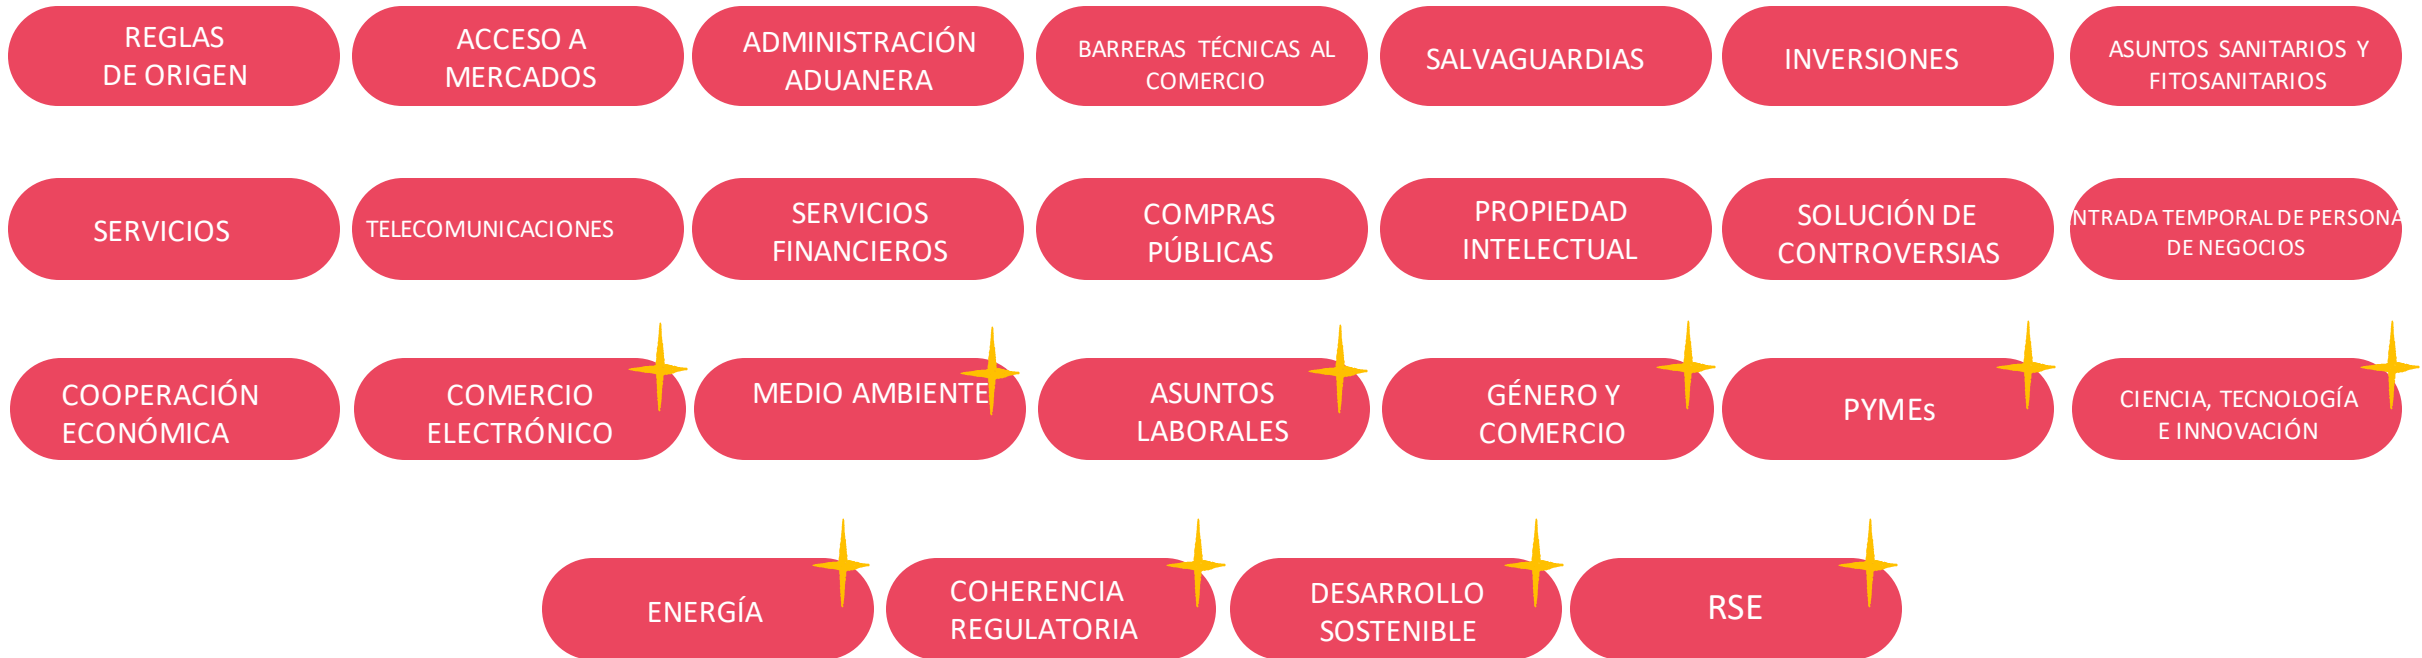 REGLAS
DE ORIGEN
ACCESO A
MERCADOS
ADMINISTRACIÓN
ADUANERA
BARRERAS TÉCNICAS AL
COMERCIO
SALVAGUARDIAS
INVERSIONES
ASUNTOS SANITARIOS Y
FITOSANITARIOS
SERVICIOS
TELECOMUNICACIONES
SERVICIOS
FINANCIEROS
COMPRAS
PÚBLICAS
PROPIEDAD
INTELECTUAL
SOLUCIÓN DE
CONTROVERSIAS
NTRADA TEMPORAL DE PERSONA
DE NEGOCIOS
COOPERACIÓN
ECONÓMICA
COMERCIO
ELECTRÓNICO
MEDIO AMBIENTE
ASUNTOS
LABORALES
GÉNERO Y
COMERCIO
PYMEs
CIENCIA, TECNOLOGÍA
E INNOVACIÓN
ENERGÍA
COHERENCIA
REGULATORIA
DESARROLLO
SOSTENIBLE
RSE